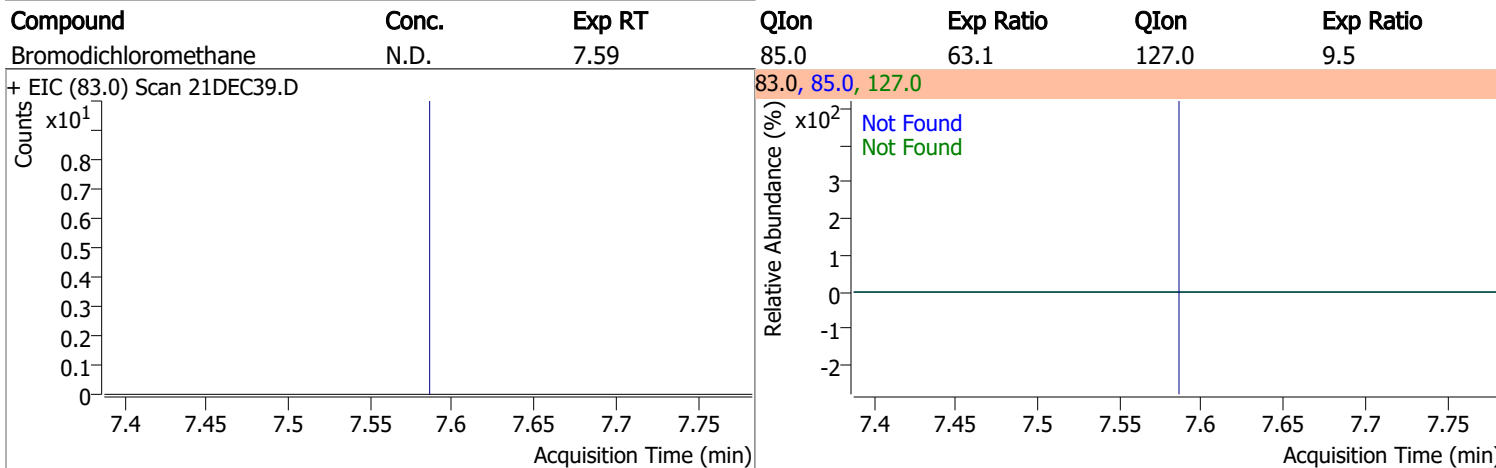 Compound Conc. Exp RT QIon Exp Ratio QIon Exp Ratio
Bromodichloromethane N.D. 7.59 85.0 63.1 127.0 9.5
+ EIC (83.0) Scan 21DEC39.D
Counts
x10¹
0.8
0.7
0.6
0.5
0.4
0.3
0.2
0.1
0
7.4 7.45 7.5 7.55 7.6 7.65 7.7 7.75
Acquisition Time (min)
83.0, 85.0, 127.0
Relative Abundance (%)
x10²
Not Found
Not Found
3
2
1
0
-1
-2
7.4 7.45 7.5 7.55 7.6 7.65 7.7 7.75
Acquisition Time (min)